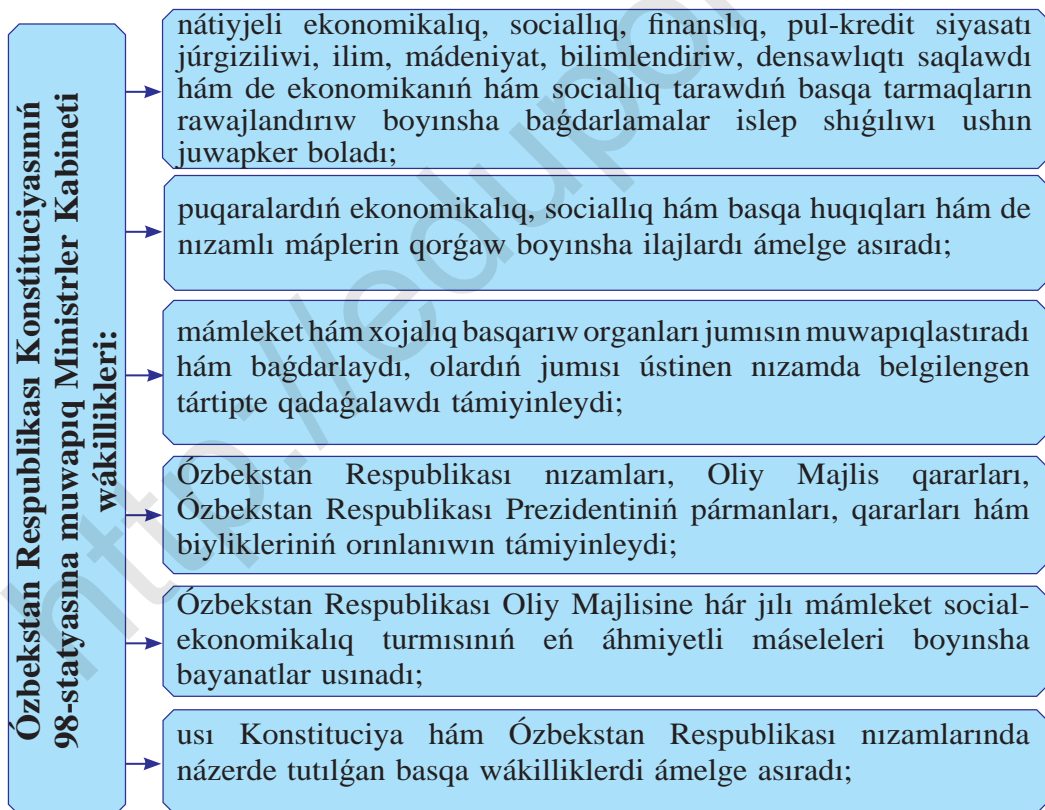 Ózbekstan Respublikası Konstituciyasınıń
98-statyasına muwapıq Ministrler Kabineti
wákillikleri:
nátiyjeli ekonomikalıq, sociallıq, finanslıq, pul-kredit siyasatı
júrgiziliwi, ilim, mádeniyat, bilimlendiriw, densawlıqtı saqlawdı
hám de ekonomikanıń hám sociallıq tarawdıń basqa tarmaqların
rawajlandırıw boyınsha baǵdarlamalar islep shıǵılıwı ushın
juwapker boladı;
puqaralardıń ekonomikalıq, sociallıq hám basqa huqıqları hám de
nızamlı máplerin qorǵaw boyınsha ilajlardı ámelge asıradı;
mámleket hám xojalıq basqarıw organları jumısın muwapıqlastıradı
hám baǵdarlaydı, olardıń jumısı ústinen nızamda belgilengen
tártipte qadaǵalawdı támiyinleydi;
Ózbekstan Respublikası nızamları, Oliy Majlis qararları,
Ózbekstan Respublikası Prezidentiniń pármanları, qararları hám
biylikleriniń orınlanıwın támiyinleydi;
Ózbekstan Respublikası Oliy Majlisine hár jılı mámleket social-
ekonomikalıq turmısınıń eń áhmiyetli máseleleri boyınsha
bayanatlar usınadı;
usı Konstituciya hám Ózbekstan Respublikası nızamlarında
názerde tutılǵan basqa wákilliklerdi ámelge asıradı;